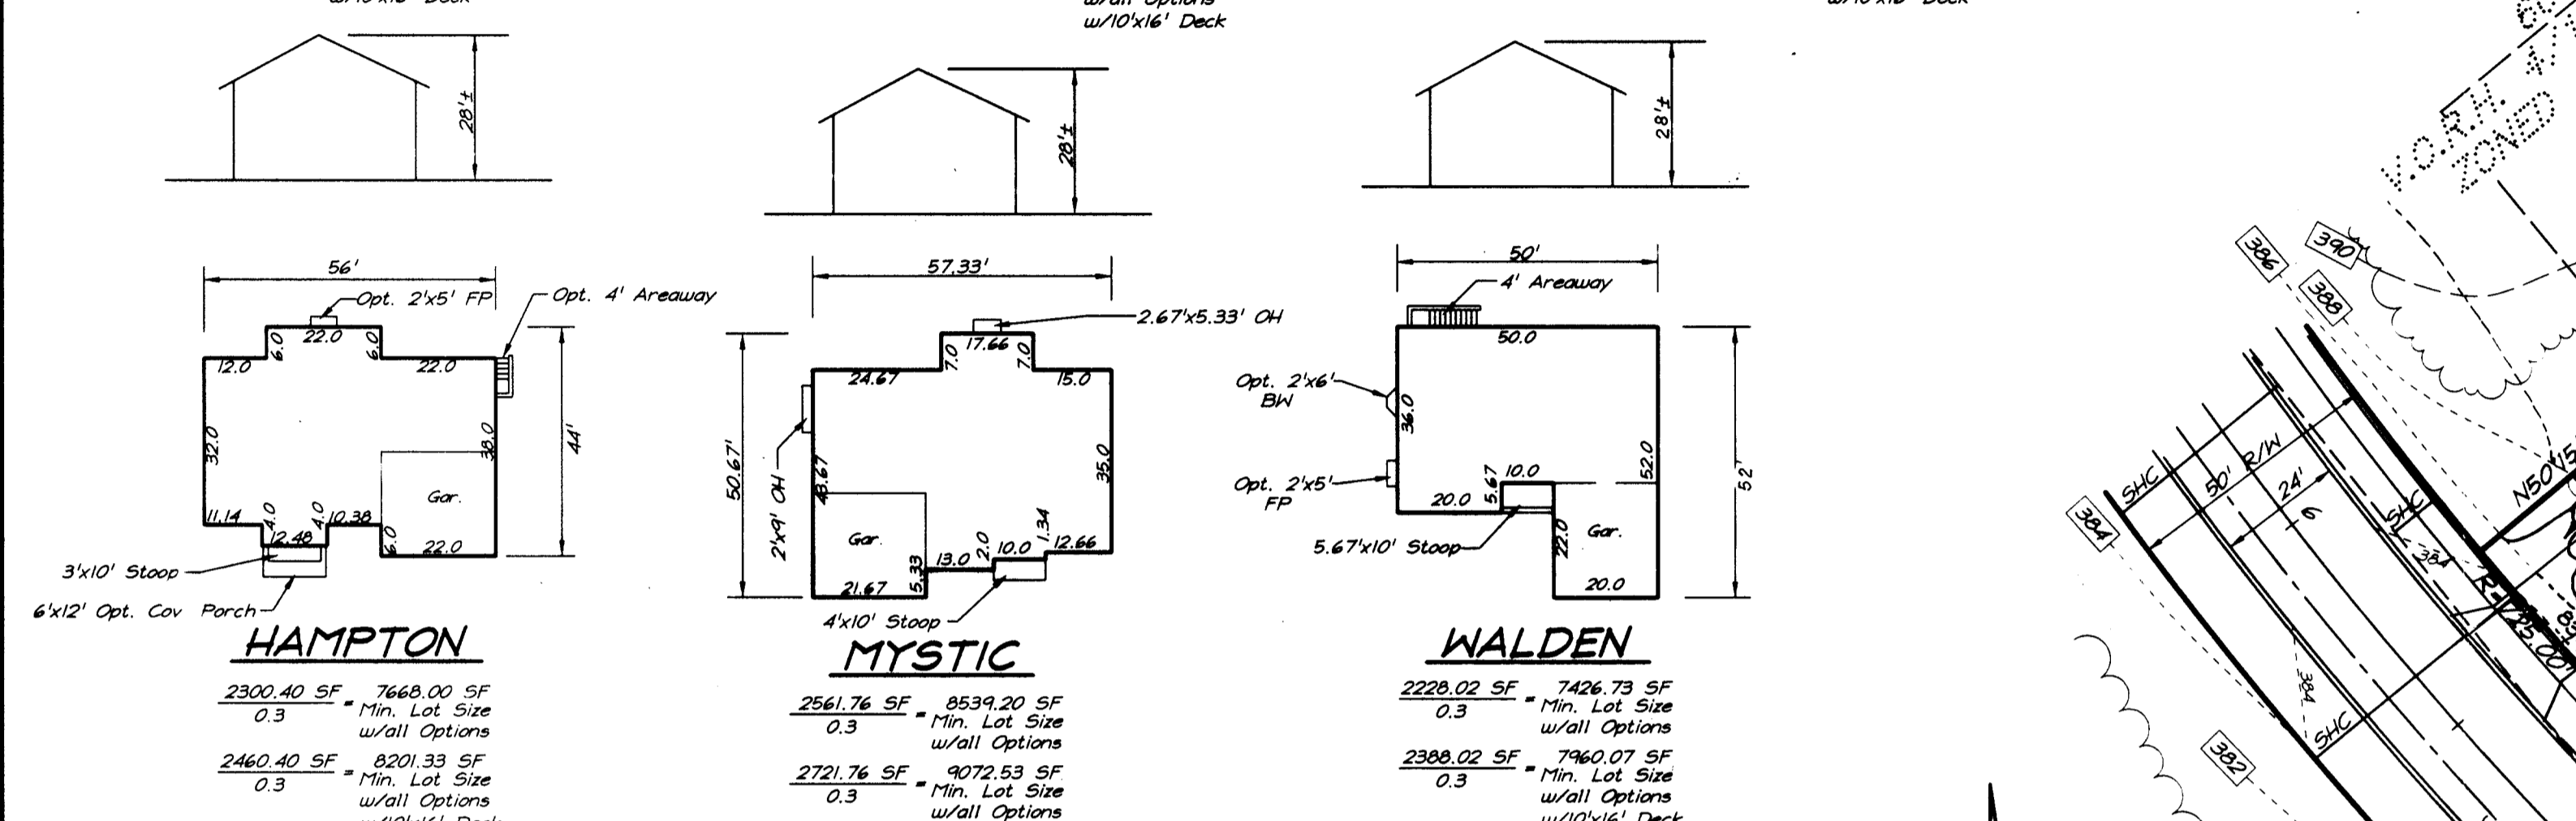 w/10'x16' Deck
w/all Options
w/10'x16' Deck
w/10'x16' Deck
28'±
28'±
28'±
56'
Opt. 2'x5' FP
Opt. 4' Areaway
22.0
6.0
6.0
12.0
22.0
32.0
38.0
44'
Gar.
11.14
4.0
4.0
10.38
12.48
6.0
22.0
3'x10' Stoop
6'x12' Opt. Cov Porch
HAMPTON
2300.40 SF
0.3
=
7668.00 SF
Min. Lot Size
w/all Options
2460.40 SF
0.3
=
8201.33 SF
Min. Lot Size
w/all Options
w/10'x16' Deck
57.33'
2.67'x5.33' OH
17.66
7.0
7.0
24.67
15.0
50.67'
2'x9' OH
43.67
35.0
Gar.
5.33
13.0
2.0
10.0
1.34
12.66
21.67
4'x10' Stoop
MYSTIC
2561.76 SF
0.3
=
8539.20 SF
Min. Lot Size
w/all Options
2721.76 SF
0.3
=
9072.53 SF
Min. Lot Size
w/all Options
50'
4' Areaway
50.0
Opt. 2'x6'
BW
36.0
52.0
52'
Opt. 2'x5'
FP
5.67
10.0
20.0
22.0
Gar.
5.67'x10' Stoop
20.0
WALDEN
2228.02 SF
0.3
=
7426.73 SF
Min. Lot Size
w/all Options
2388.02 SF
0.3
=
7960.07 SF
Min. Lot Size
w/all Options
w/10'x16' Deck
V.O.R.H.
ZONED
386
390
388
384
382
SHC
50'
R/W
24'
6
SHC
384
384
SHC
N50°15